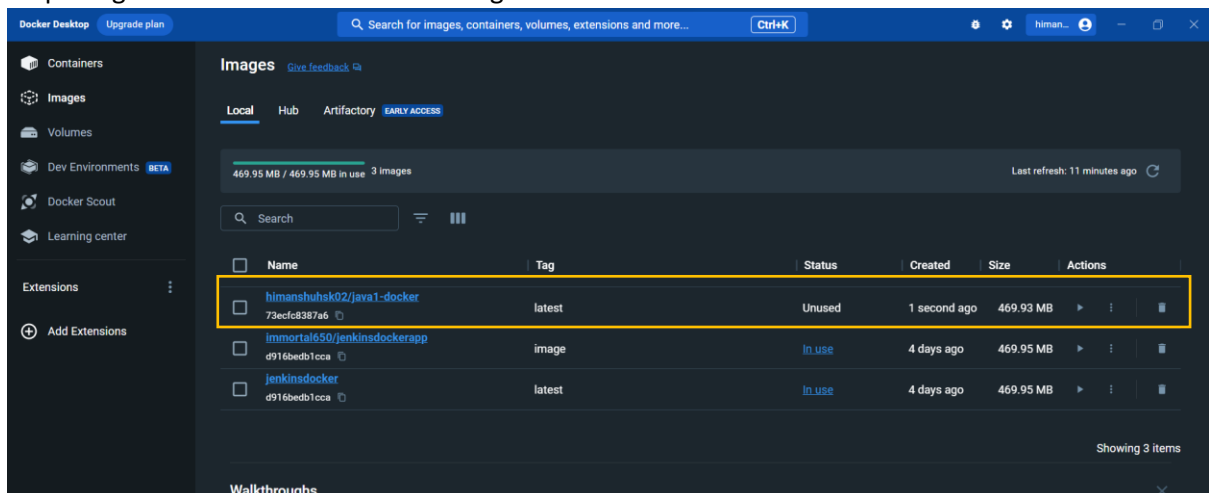 Docker Desktop Upgrade plan Search for images, containers, volumes, extensions and more... Ctrl+K himan...
Containers
Images
Volumes
Dev Environments BETA
Docker Scout
Learning center
Extensions
Add Extensions
Images Give feedback
Local Hub Artifactory EARLY ACCESS
469.95 MB / 469.95 MB in use 3 images Last refresh: 11 minutes ago
Search
Name Tag Status Created Size Actions
himanshuhsk02/java1-docker
73ecfc8387a6
latest Unused 1 second ago 469.93 MB
immortal650/jenkinsdockerapp
d916bedb1cca
image In use 4 days ago 469.95 MB
jenkinsdocker
d916bedb1cca
latest In use 4 days ago 469.95 MB
Showing 3 items
Walkthroughs